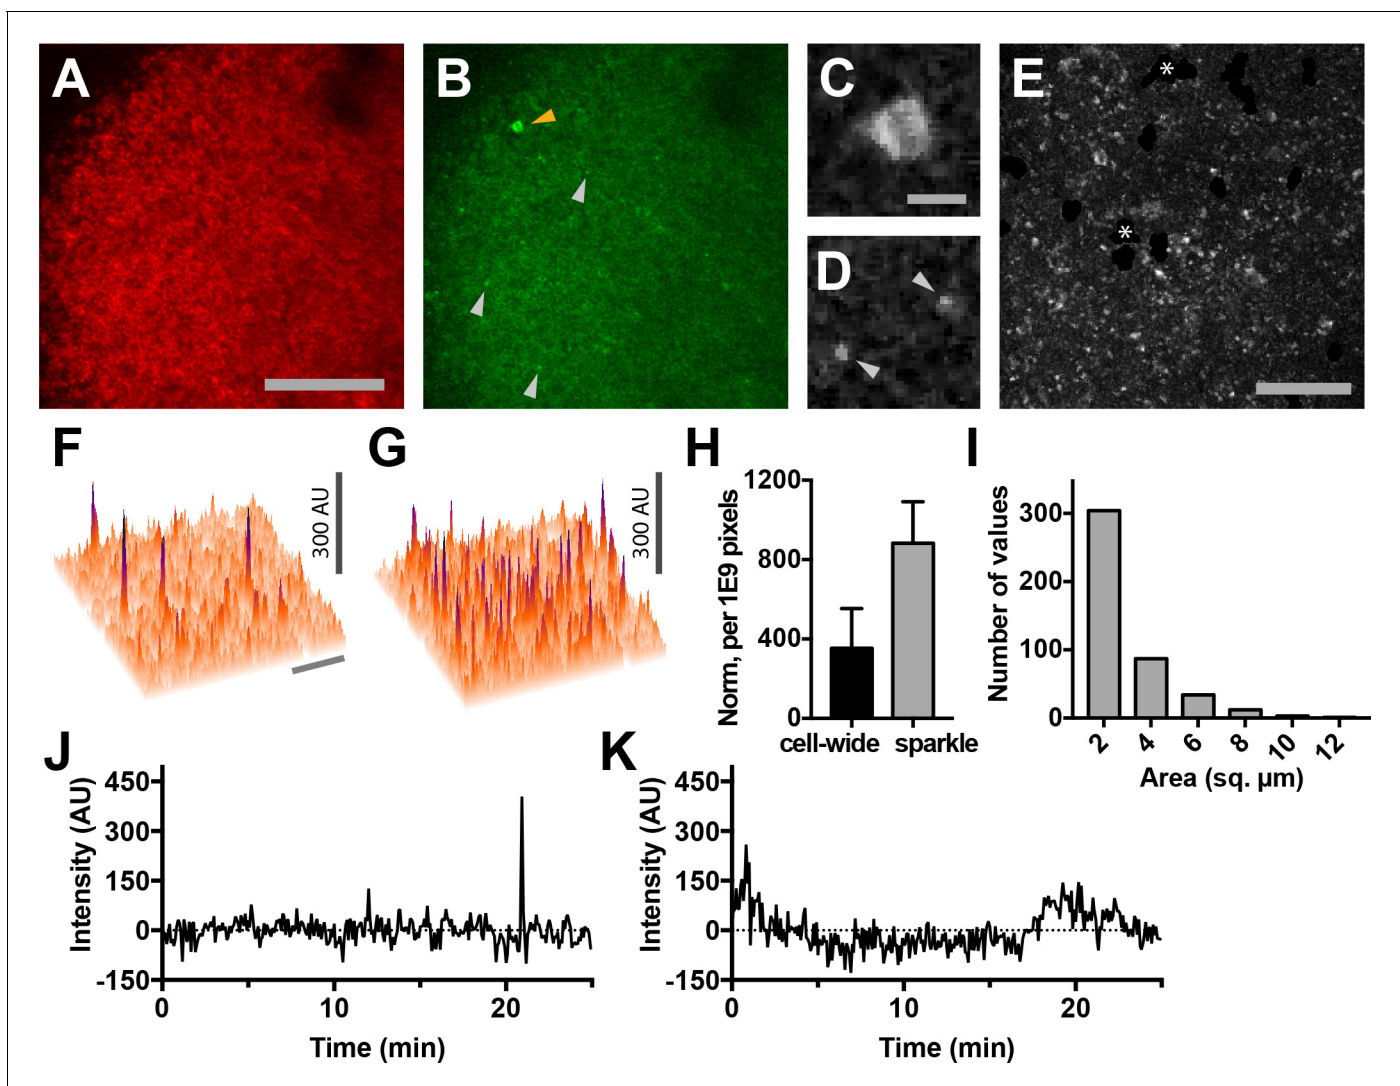 A
B
C
D
E
*
*
F
300 AU
G
300 AU
H
Norm, per 1E9 pixels
1200
800
400
0
cell-wide sparkle
I
Number of values
300
200
100
0
2 4 6 8 10 12
Area (sq. µm)
J
Intensity (AU)
450
300
150
0
-150
0 10 20
Time (min)
K
Intensity (AU)
450
300
150
0
-150
0 10 20
Time (min)